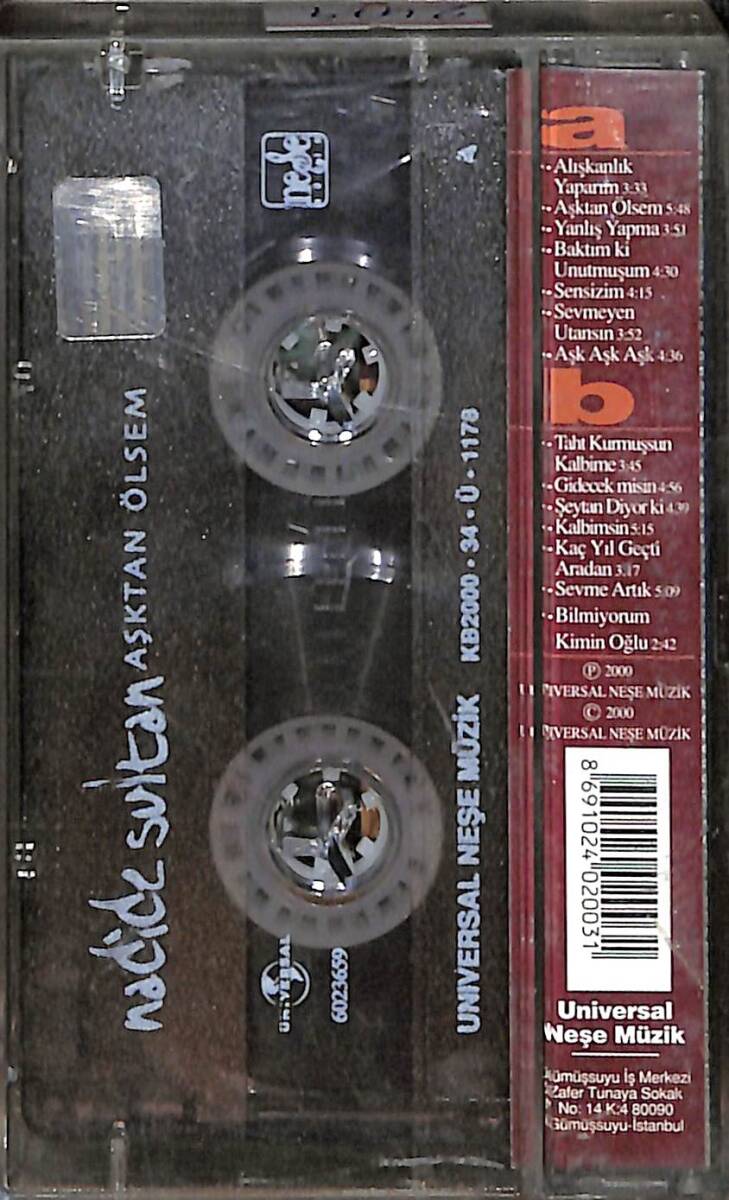 nadide sultan AŞKTAN ÖLSEM
neşe
UNIVERSAL
6023659
UNIVERSAL NEŞE MÜZİK KB2000 • 34 • Ü • 1178
A
a
Alışkanlık
Yaparım 3:33
Aşktan Ölsem 5:48
Yanlış Yapma 3:51
Baktım ki
Unutmuşum 4:30
Sensizim 4:15
Sevmeyen
Utansın 3:52
Aşk Aşk Aşk 4:36
b
Taht Kurmuşsun
Kalbime 3:45
Gidecek misin 4:56
Şeytan Diyor ki 4:39
Kalbimsin 5:15
Kaç Yıl Geçti
Aradan 3.17
Sevme Artık 5:09
Bilmiyorum
Kimin Oğlu 2:42
Ⓟ 2000
UNIVERSAL NEŞE MÜZİK
© 2000
UNIVERSAL NEŞE MÜZİK
8 691024 020031
Universal
Neşe Müzik
Gümüşsuyu İş Merkezi
Zafer Tunaya Sokak
No: 14 K:4 80090
Gümüşsuyu-İstanbul